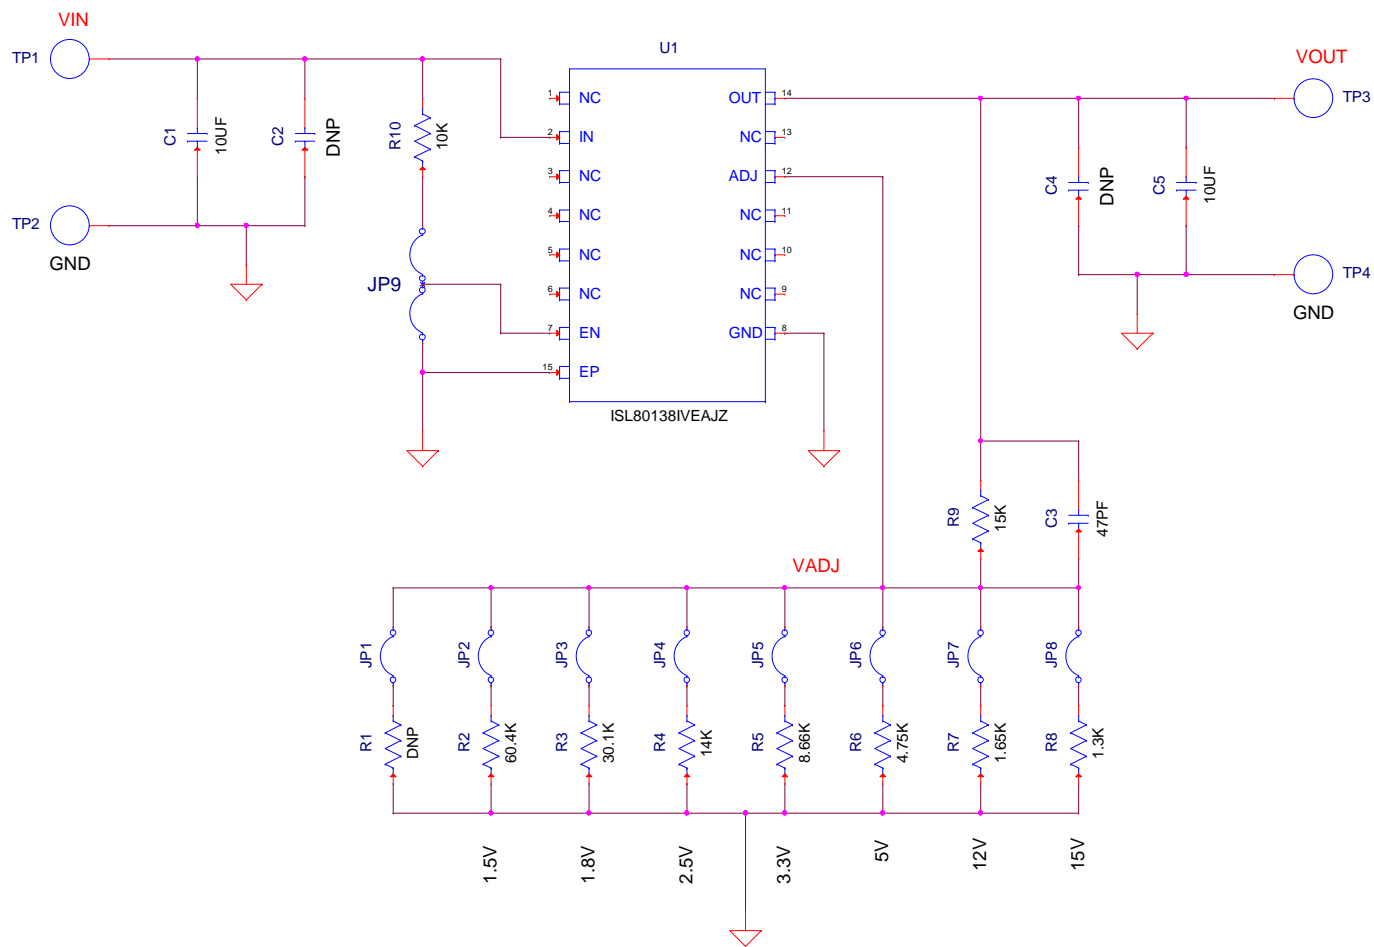 VIN
TP1
C1
10UF
C2
DNP
R10
10K
TP2
GND
JP9
U1
1
NC
2
IN
3
NC
4
NC
5
NC
6
NC
7
EN
15
EP
OUT
14
NC
13
ADJ
12
NC
11
NC
10
NC
9
GND
8
ISL80138IVEAJZ
VOUT
TP3
C4
DNP
C5
10UF
TP4
GND
R9
15K
C3
47PF
VADJ
JP1
JP2
JP3
JP4
JP5
JP6
JP7
JP8
R1
DNP
R2
60.4K
R3
30.1K
R4
14K
R5
8.66K
R6
4.75K
R7
1.65K
R8
1.3K
1.5V
1.8V
2.5V
3.3V
5V
12V
15V